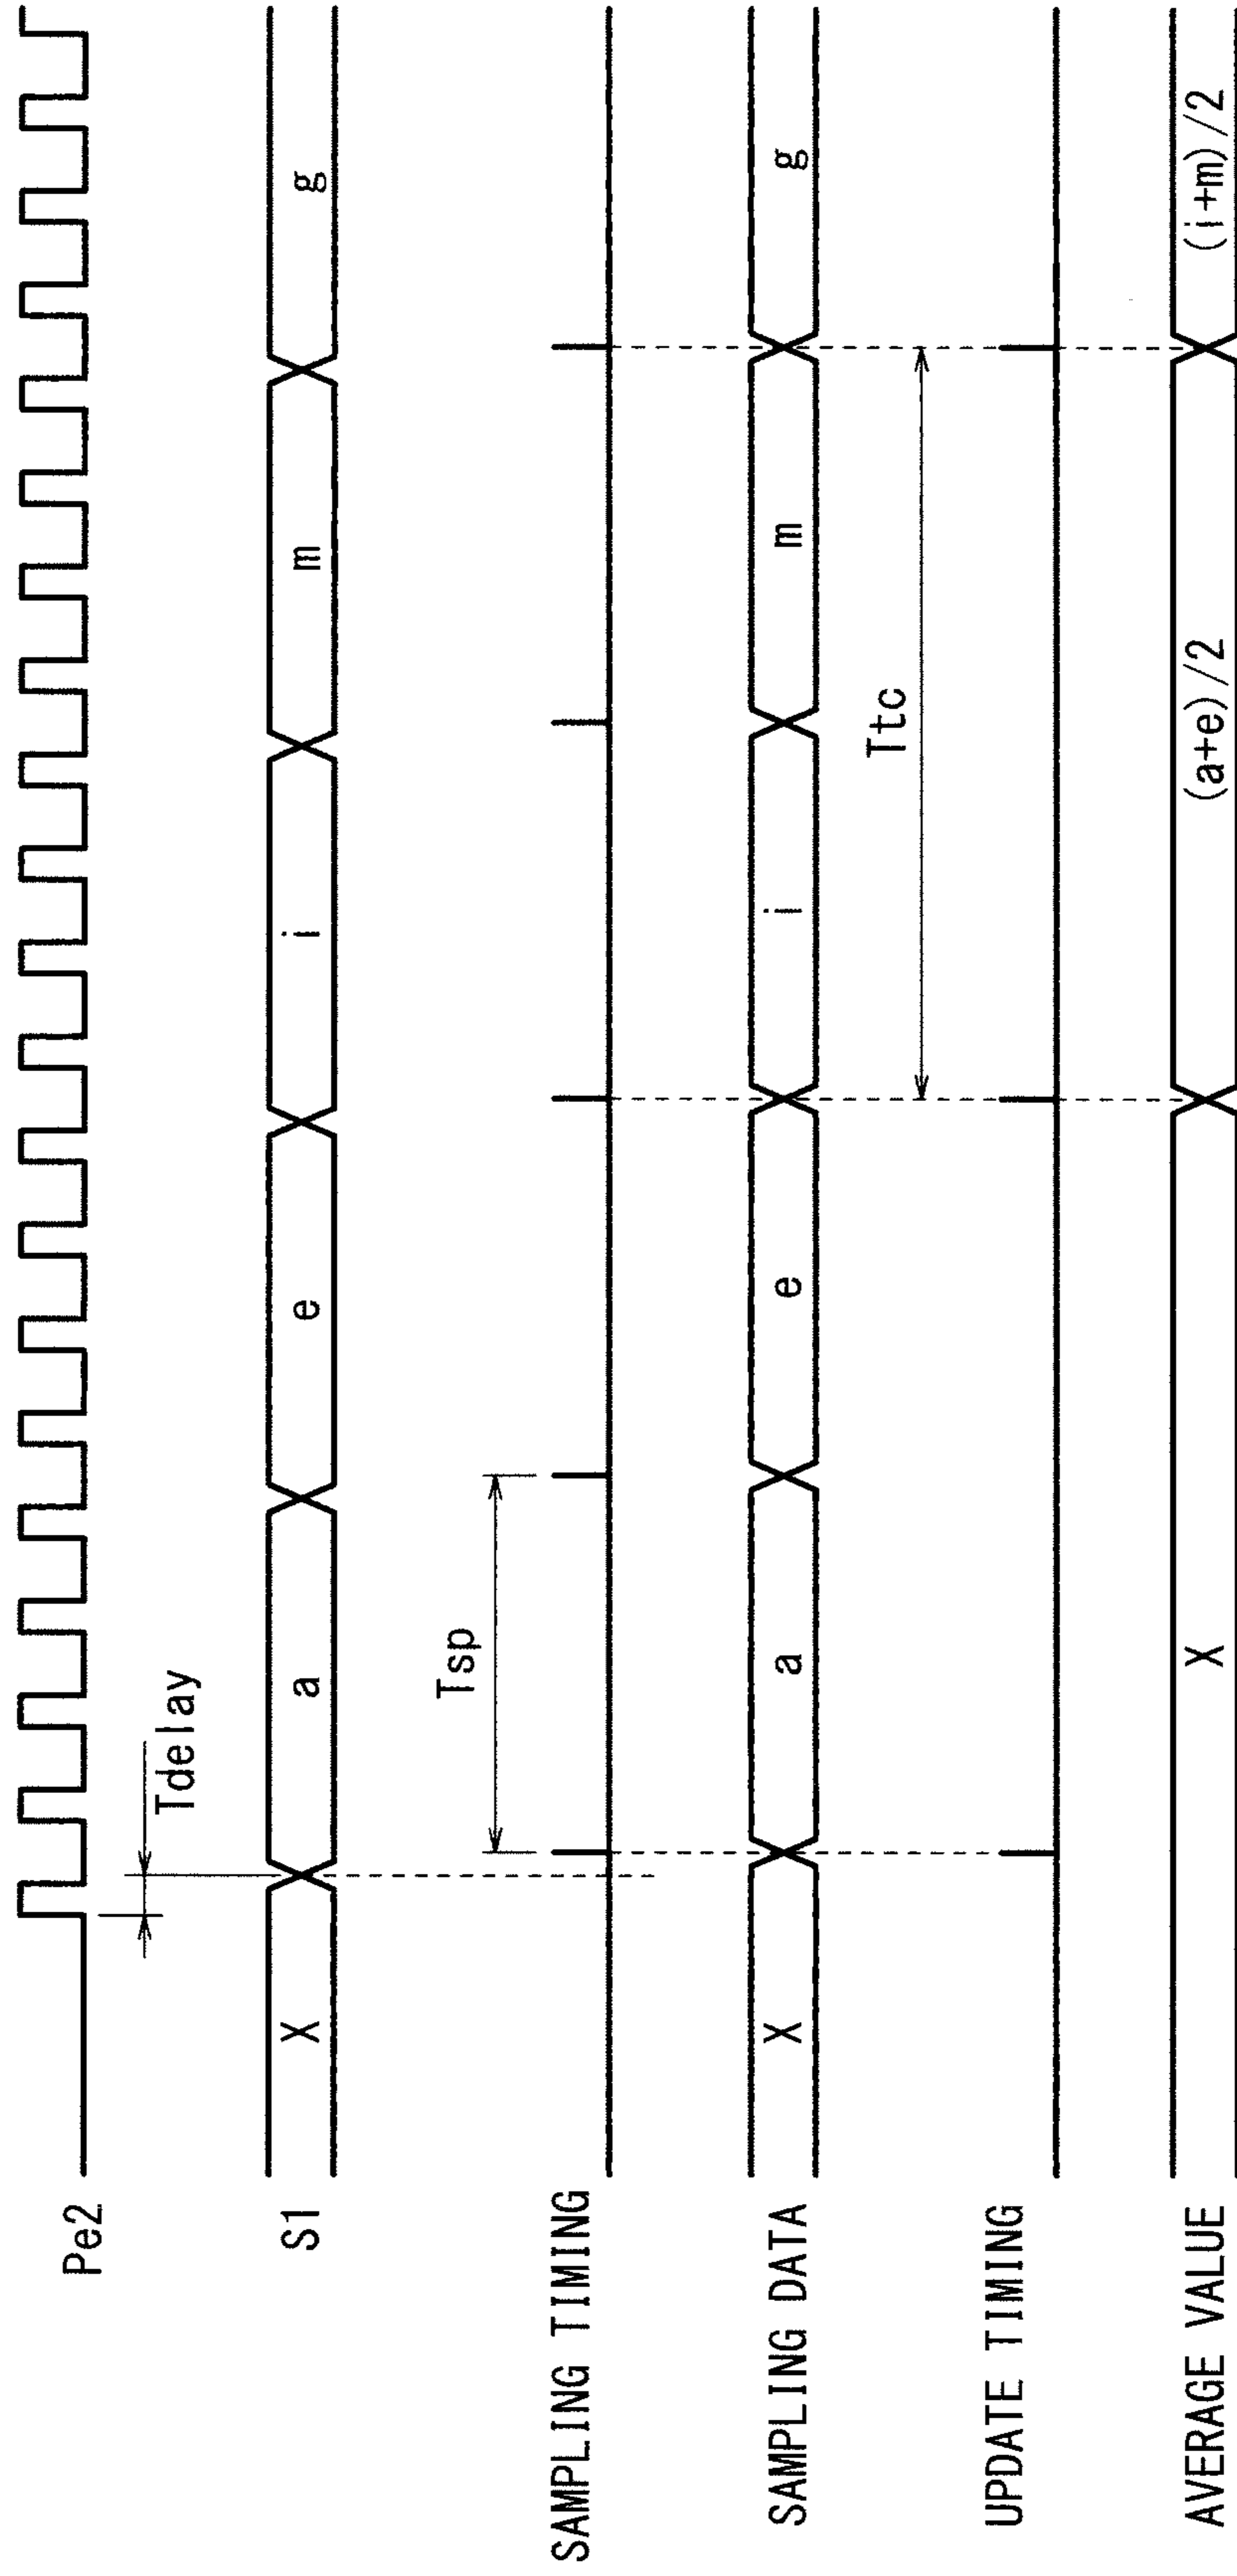 Pe2
Tdelay
S1
X a e i m g
Tsp
SAMPLING TIMING
SAMPLING DATA
X a e i m g
Ttc
UPDATE TIMING
AVERAGE VALUE
X (a+e)/2 (i+m)/2